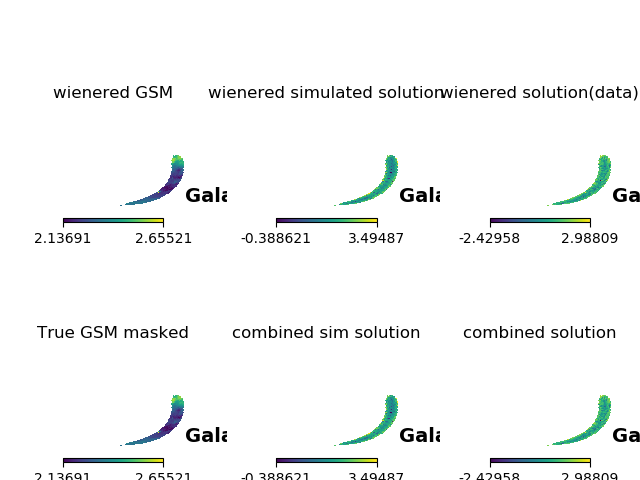 wienered GSM
wienered simulated solution
wienered solution(data)
Gala
Gala
Ga
2.13691 2.65521
-0.388621 3.49487
-2.42958 2.98809
True GSM masked
combined sim solution
combined solution
Gala
Gala
Ga
2.13691 2.65521
-0.388621 3.49487
-2.42958 2.98809